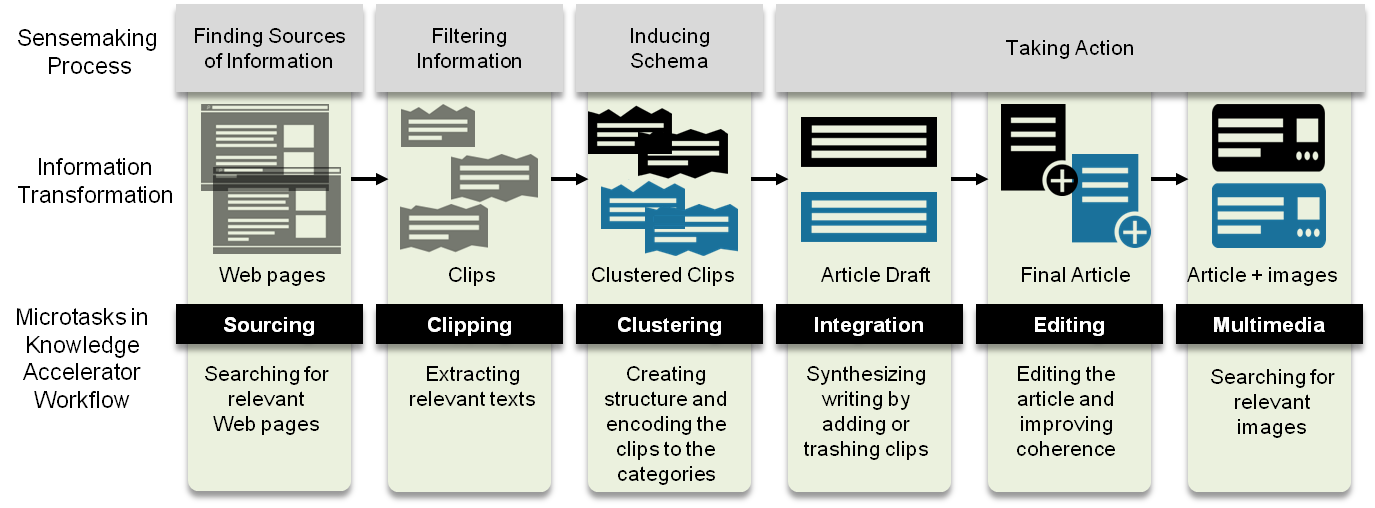 Sensemaking
Process
Finding Sources
of Information
Filtering
Information
Inducing
Schema
Taking Action
Information
Transformation
Web pages
Clips
Clustered Clips
Article Draft
Final Article
Article + images
Microtasks in
Knowledge
Accelerator
Workflow
Sourcing
Clipping
Clustering
Integration
Editing
Multimedia
Searching for
relevant
Web pages
Extracting
relevant texts
Creating
structure and
encoding the
clips to the
categories
Synthesizing
writing by
adding or
trashing clips
Editing the
article and
improving
coherence
Searching for
relevant
images